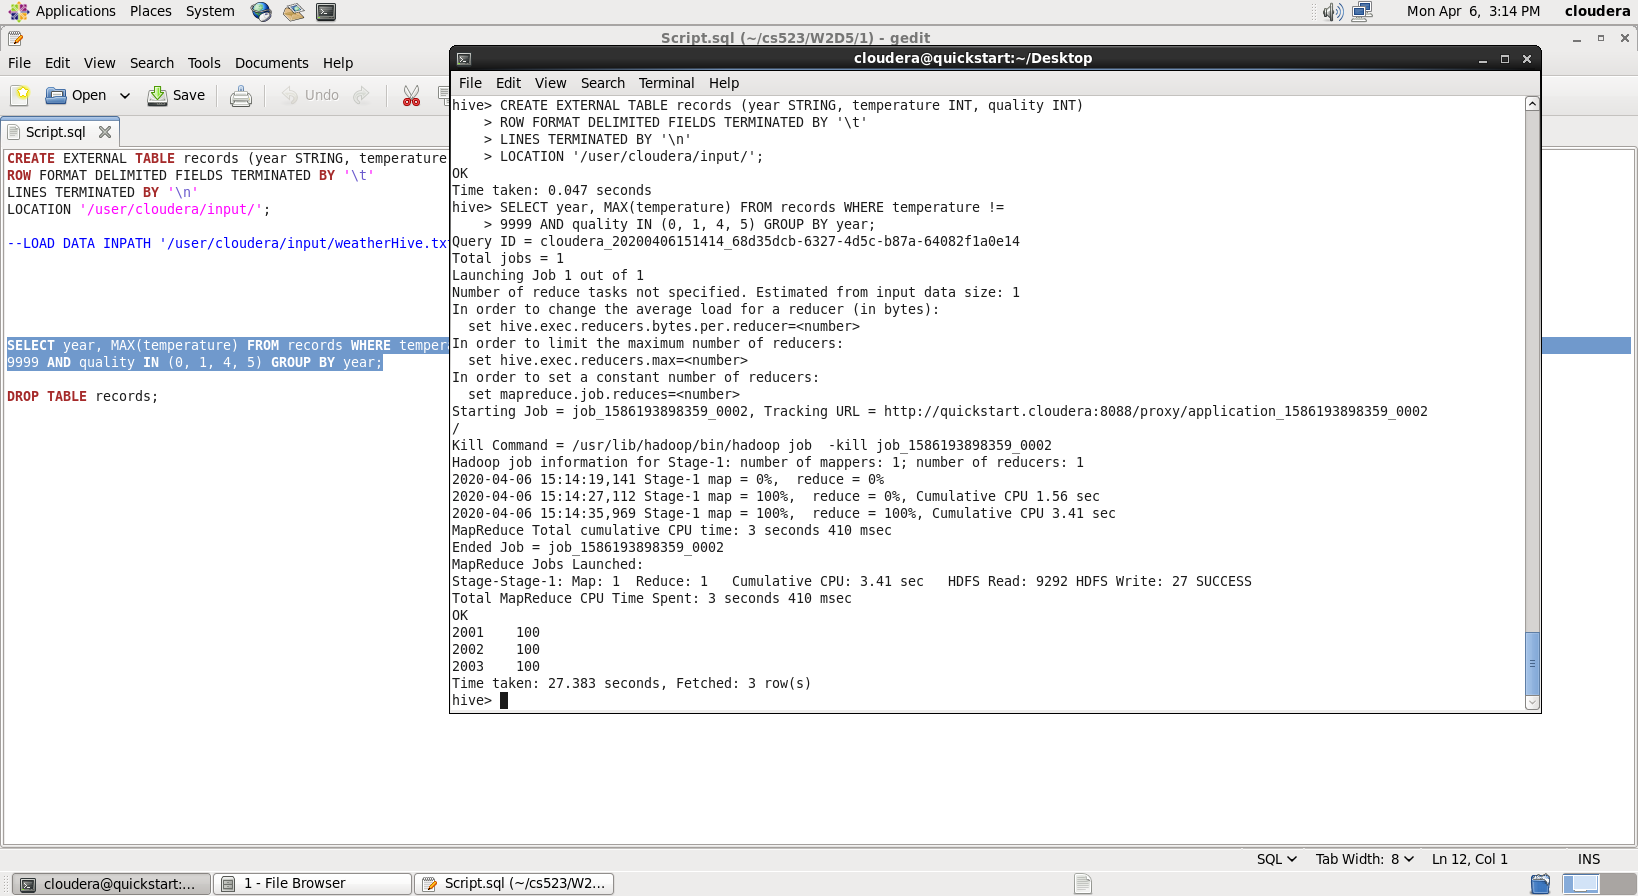 Applications Places System Mon Apr 6, 3:14 PM cloudera
Script.sql (~/cs523/W2D5/1) - gedit
File Edit View Search Tools Documents Help
Open Save Undo
Script.sql
CREATE EXTERNAL TABLE records (year STRING, temperature
ROW FORMAT DELIMITED FIELDS TERMINATED BY '\t'
LINES TERMINATED BY '\n'
LOCATION '/user/cloudera/input/';
--LOAD DATA INPATH '/user/cloudera/input/weatherHive.tx
SELECT year, MAX(temperature) FROM records WHERE temper
9999 AND quality IN (0, 1, 4, 5) GROUP BY year;
DROP TABLE records;
cloudera@quickstart:~/Desktop
File Edit View Search Terminal Help
hive> CREATE EXTERNAL TABLE records (year STRING, temperature INT, quality INT)
    > ROW FORMAT DELIMITED FIELDS TERMINATED BY '\t'
    > LINES TERMINATED BY '\n'
    > LOCATION '/user/cloudera/input/';
OK
Time taken: 0.047 seconds
hive> SELECT year, MAX(temperature) FROM records WHERE temperature !=
    > 9999 AND quality IN (0, 1, 4, 5) GROUP BY year;
Query ID = cloudera_20200406151414_68d35dcb-6327-4d5c-b87a-64082f1a0e14
Total jobs = 1
Launching Job 1 out of 1
Number of reduce tasks not specified. Estimated from input data size: 1
In order to change the average load for a reducer (in bytes):
  set hive.exec.reducers.bytes.per.reducer=<number>
In order to limit the maximum number of reducers:
  set hive.exec.reducers.max=<number>
In order to set a constant number of reducers:
  set mapreduce.job.reduces=<number>
Starting Job = job_1586193898359_0002, Tracking URL = http://quickstart.cloudera:8088/proxy/application_1586193898359_0002
/
Kill Command = /usr/lib/hadoop/bin/hadoop job  -kill job_1586193898359_0002
Hadoop job information for Stage-1: number of mappers: 1; number of reducers: 1
2020-04-06 15:14:19,141 Stage-1 map = 0%,  reduce = 0%
2020-04-06 15:14:27,112 Stage-1 map = 100%,  reduce = 0%, Cumulative CPU 1.56 sec
2020-04-06 15:14:35,969 Stage-1 map = 100%,  reduce = 100%, Cumulative CPU 3.41 sec
MapReduce Total cumulative CPU time: 3 seconds 410 msec
Ended Job = job_1586193898359_0002
MapReduce Jobs Launched:
Stage-Stage-1: Map: 1  Reduce: 1   Cumulative CPU: 3.41 sec   HDFS Read: 9292 HDFS Write: 27 SUCCESS
Total MapReduce CPU Time Spent: 3 seconds 410 msec
OK
2001    100
2002    100
2003    100
Time taken: 27.383 seconds, Fetched: 3 row(s)
hive>
SQL Tab Width: 8 Ln 12, Col 1 INS
cloudera@quickstart:... 1 - File Browser Script.sql (~/cs523/W2...